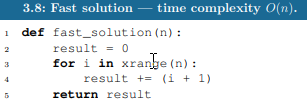 3.8: Fast solution — time complexity O(n).
1 def fast_solution(n):
2     result = 0
3     for i in xrange(n):
4         result += (i + 1)
5     return result